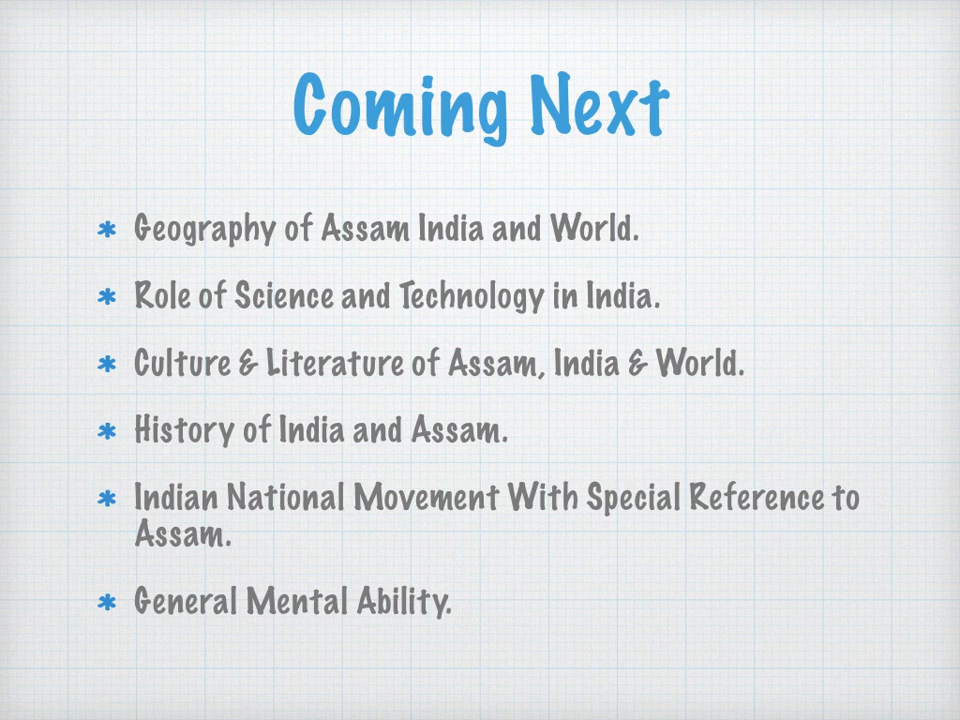 Coming Next
Geography of Assam India and World.
Role of Science and Technology in India.
Culture & Literature of Assam, India & World.
History of India and Assam.
Indian National Movement With Special Reference to
Assam.
General Mental Ability.